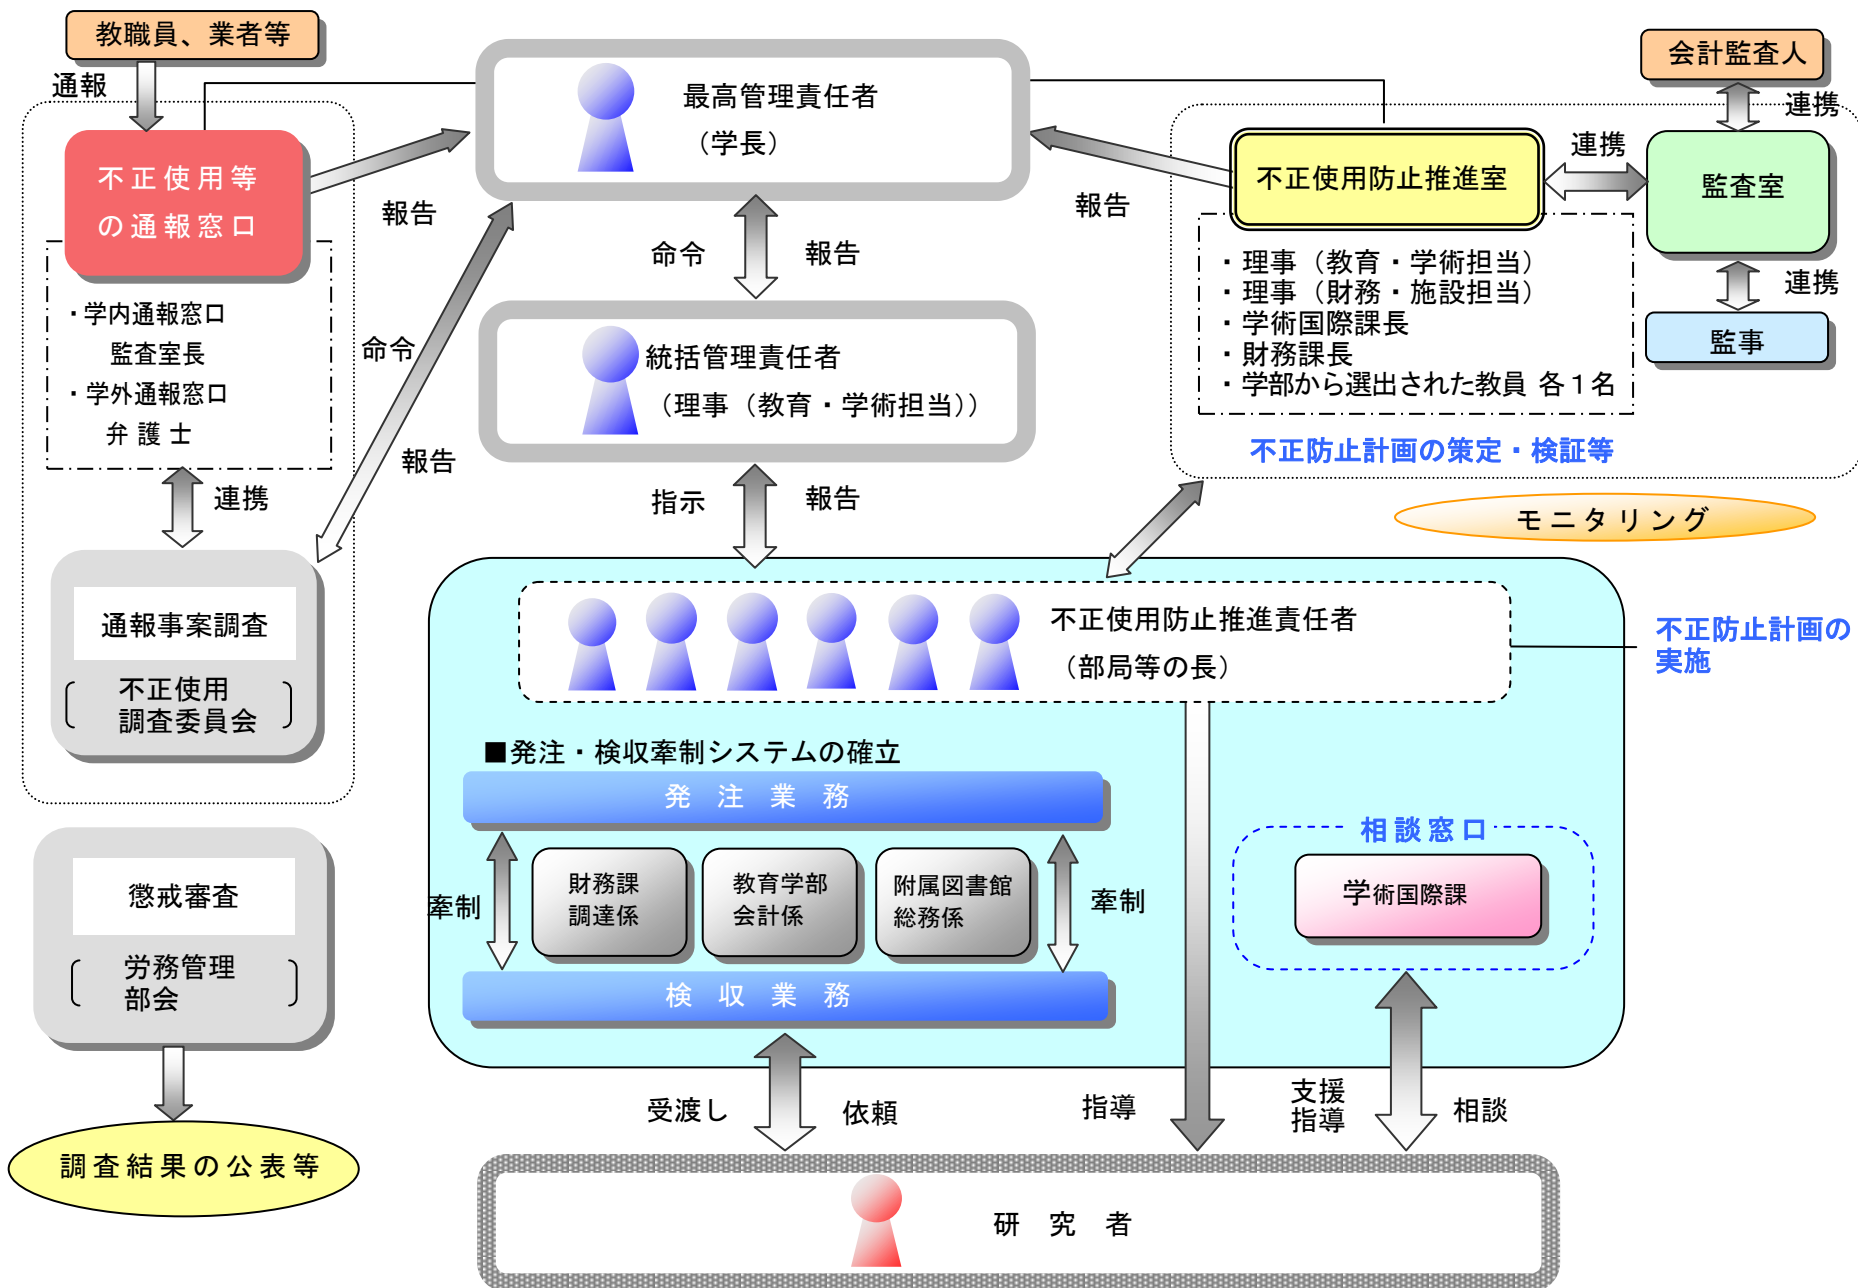 教職員、業者等
通報
不正使用等
の通報窓口
・学内通報窓口
監査室長
・学外通報窓口
弁護士
連携
通報事案調査
不正使用
調査委員会
懲戒審査
労務管理
部会
調査結果の公表等
報告
命令
報告
最高管理責任者
（学長）
命令
報告
統括管理責任者
（理事（教育・学術担当））
指示
報告
報告
不正使用防止推進室
・理事（教育・学術担当）
・理事（財務・施設担当）
・学術国際課長
・財務課長
・学部から選出された教員 各１名
不正防止計画の策定・検証等
連携
会計監査人
連携
監査室
連携
監事
モニタリング
不正使用防止推進責任者
（部局等の長）
不正防止計画の
実施
■発注・検収牽制システムの確立
発注業務
牽制
財務課
調達係
教育学部
会計係
附属図書館
総務係
牽制
検収業務
相談窓口
学術国際課
受渡し
依頼
指導
支援
指導
相談
研究者